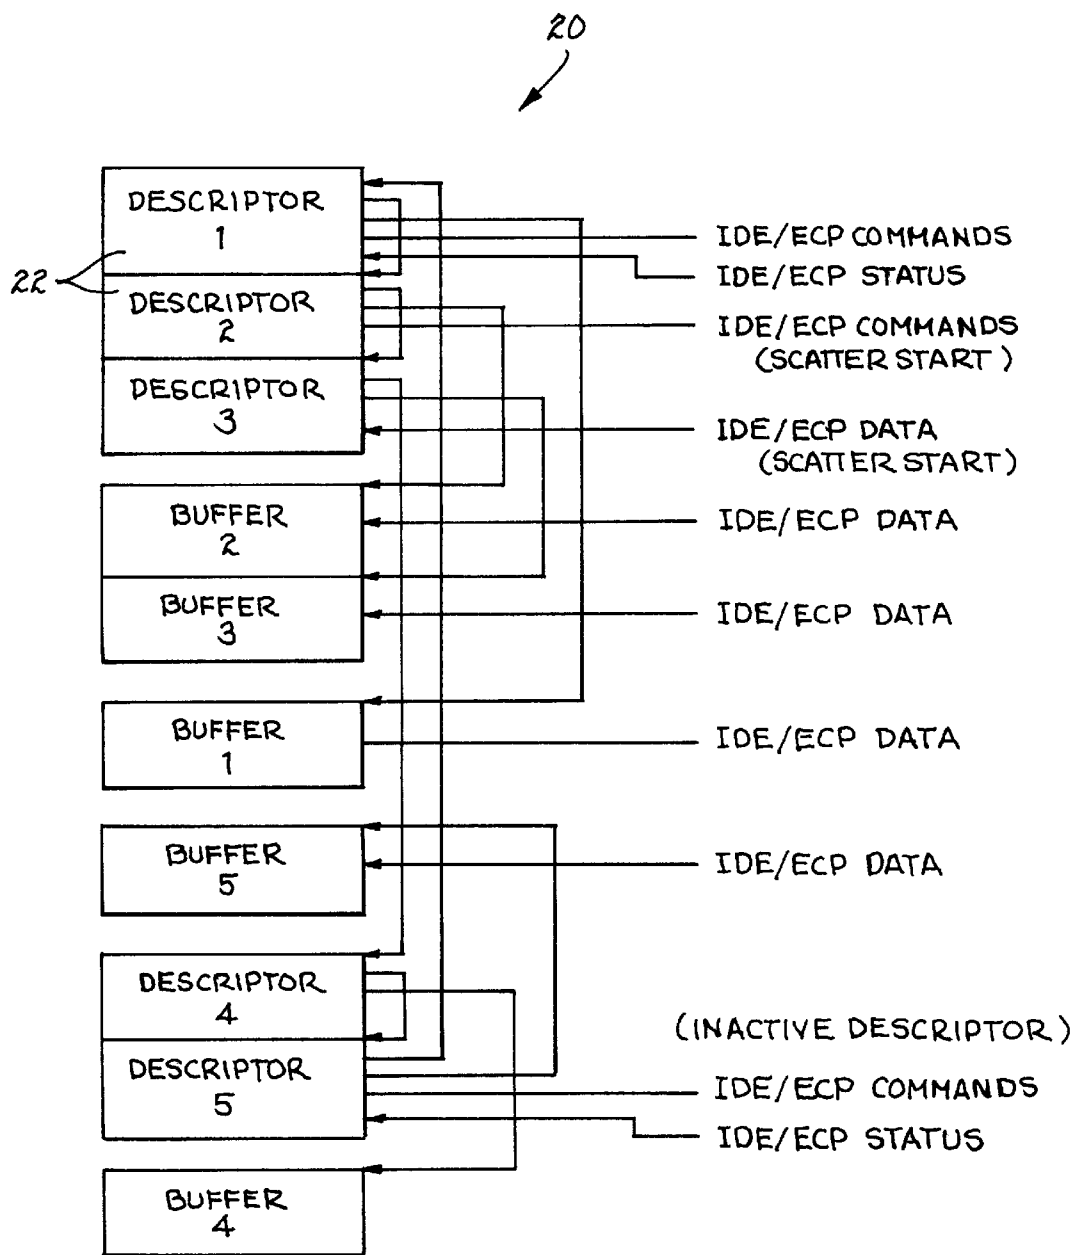 20
DESCRIPTOR
1
IDE/ECP COMMANDS
22
IDE/ECP STATUS
DESCRIPTOR
2
IDE/ECP COMMANDS
(SCATTER START)
DESCRIPTOR
3
IDE/ECP DATA
(SCATTER START)
BUFFER
2
IDE/ECP DATA
BUFFER
3
IDE/ECP DATA
BUFFER
1
IDE/ECP DATA
BUFFER
5
IDE/ECP DATA
DESCRIPTOR
4
(INACTIVE DESCRIPTOR)
DESCRIPTOR
5
IDE/ECP COMMANDS
IDE/ECP STATUS
BUFFER
4